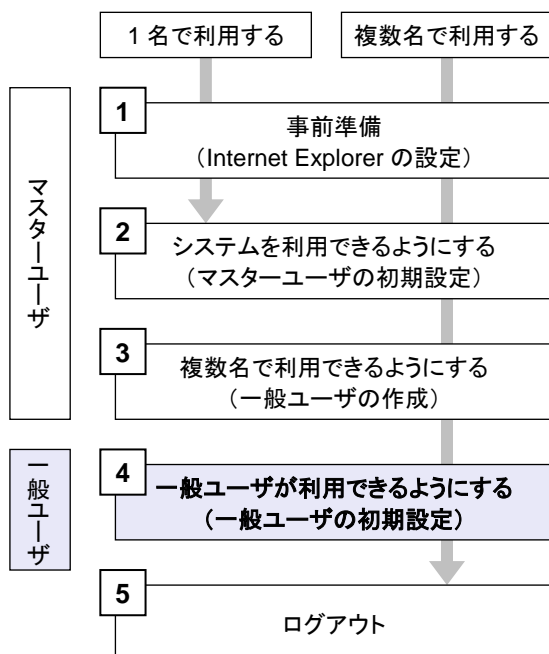 1 名で利用する
複数名で利用する
マスターユーザ
1
事前準備
（Internet Explorer の設定）
2
システムを利用できるようにする
（マスターユーザの初期設定）
3
複数名で利用できるようにする
（一般ユーザの作成）
一般ユーザ
4
一般ユーザが利用できるようにする
（一般ユーザの初期設定）
5
ログアウト